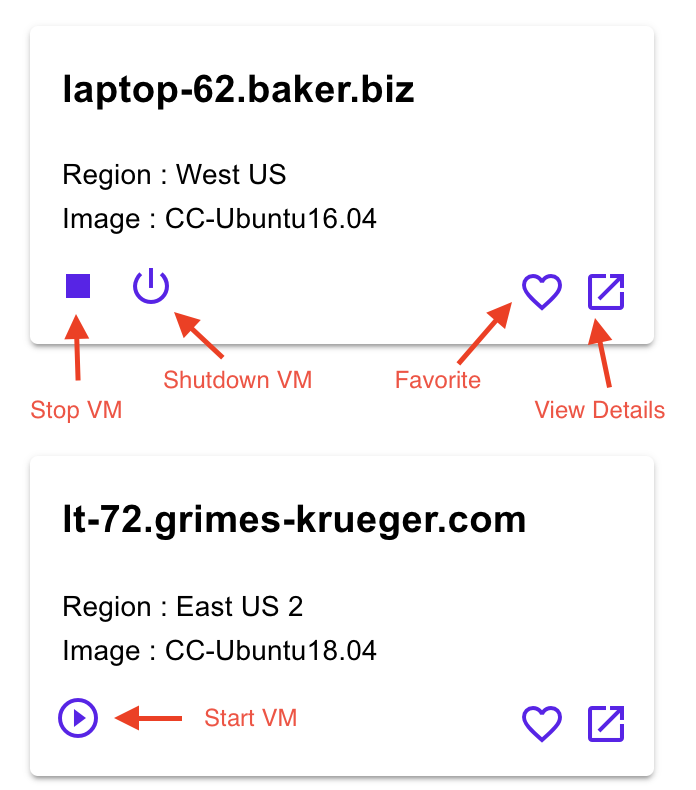 laptop-62.baker.biz
Region : West US
Image : CC-Ubuntu16.04
Shutdown VM
Favorite
Stop VM
View Details
lt-72.grimes-krueger.com
Region : East US 2
Image : CC-Ubuntu18.04
Start VM